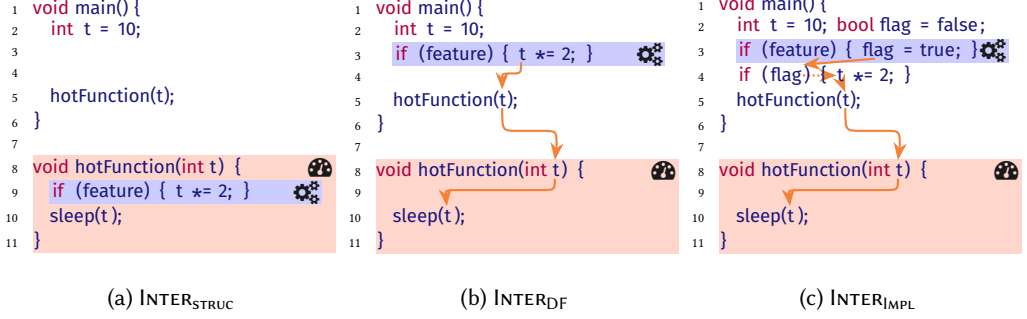 1 void main() {
2 int t = 10;
3
4
5 hotFunction(t);
6 }
7
8 void hotFunction(int t) {
9 if (feature) { t *= 2; }
10 sleep(t);
11 }
(a) INTERSTRUC
1 void main() {
2 int t = 10;
3 if (feature) { t *= 2; }
4
5 hotFunction(t);
6 }
7
8 void hotFunction(int t) {
9
10 sleep(t);
11 }
(b) INTERDF
1 void main() {
2 int t = 10; bool flag = false;
3 if (feature) { flag = true; }
4 if (flag) { t *= 2; }
5 hotFunction(t);
6 }
7
8 void hotFunction(int t) {
9
10 sleep(t);
11 }
(c) INTERIMPL